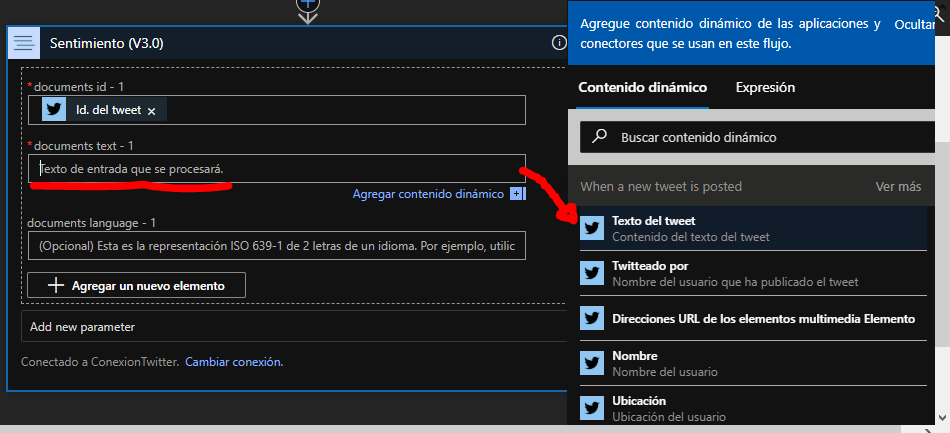 Sentimiento (V3.0)
* documents id - 1
Id. del tweet ×
* documents text - 1
Texto de entrada que se procesará.
Agregar contenido dinámico
documents language - 1
(Opcional) Esta es la representación ISO 639-1 de 2 letras de un idioma. Por ejemplo, utilic
Agregar un nuevo elemento
Add new parameter
Conectado a ConexionTwitter. Cambiar conexión.
Agregue contenido dinámico de las aplicaciones y Ocultar
conectores que se usan en este flujo.
Contenido dinámico Expresión
Buscar contenido dinámico
When a new tweet is posted Ver más
Texto del tweet
Contenido del texto del tweet
Twitteado por
Nombre del usuario que ha publicado el tweet
Direcciones URL de los elementos multimedia Elemento
Nombre
Nombre del usuario
Ubicación
Ubicación del usuario